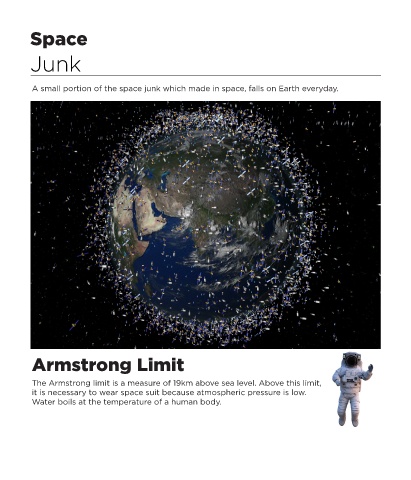 Space
Junk
A small portion of the space junk which made in space, falls on Earth everyday.
Armstrong Limit
The Armstrong limit is a measure of 19km above sea level. Above this limit,
it is necessary to wear space suit because atmospheric pressure is low.
Water boils at the temperature of a human body.